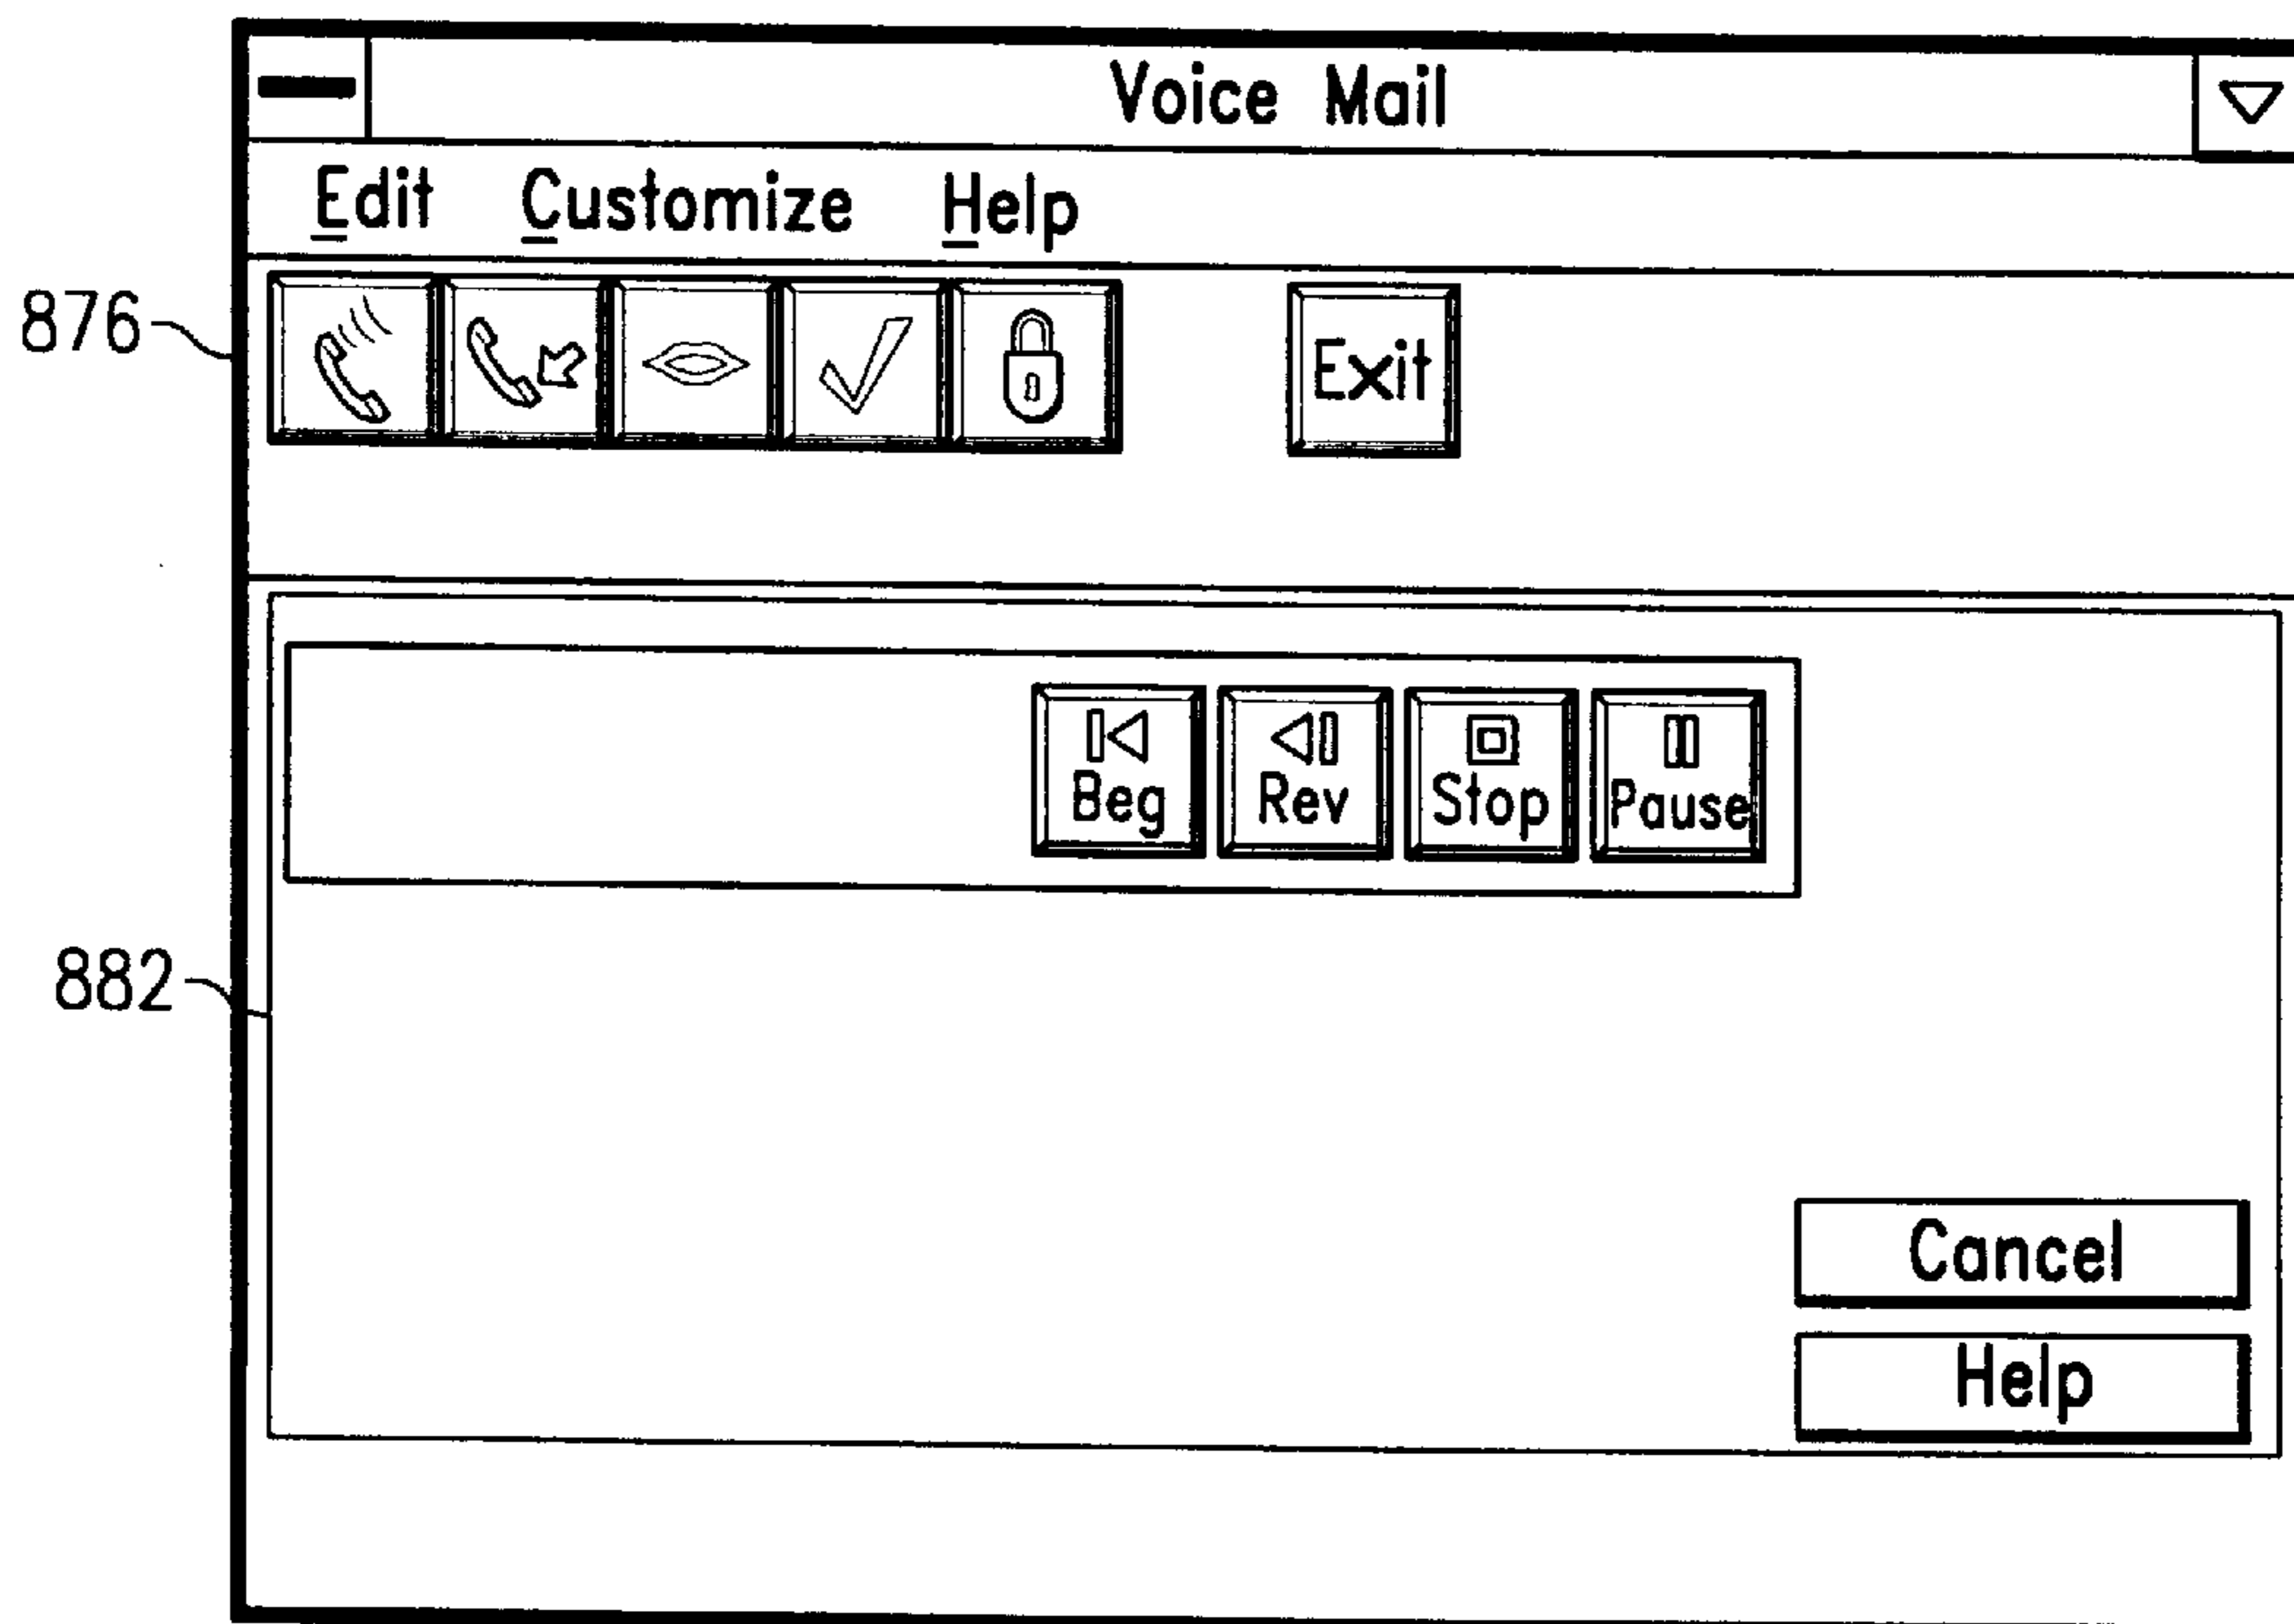 Voice Mail
Edit Customize Help
876
Exit
Beg Rev Stop Pause
882
Cancel
Help